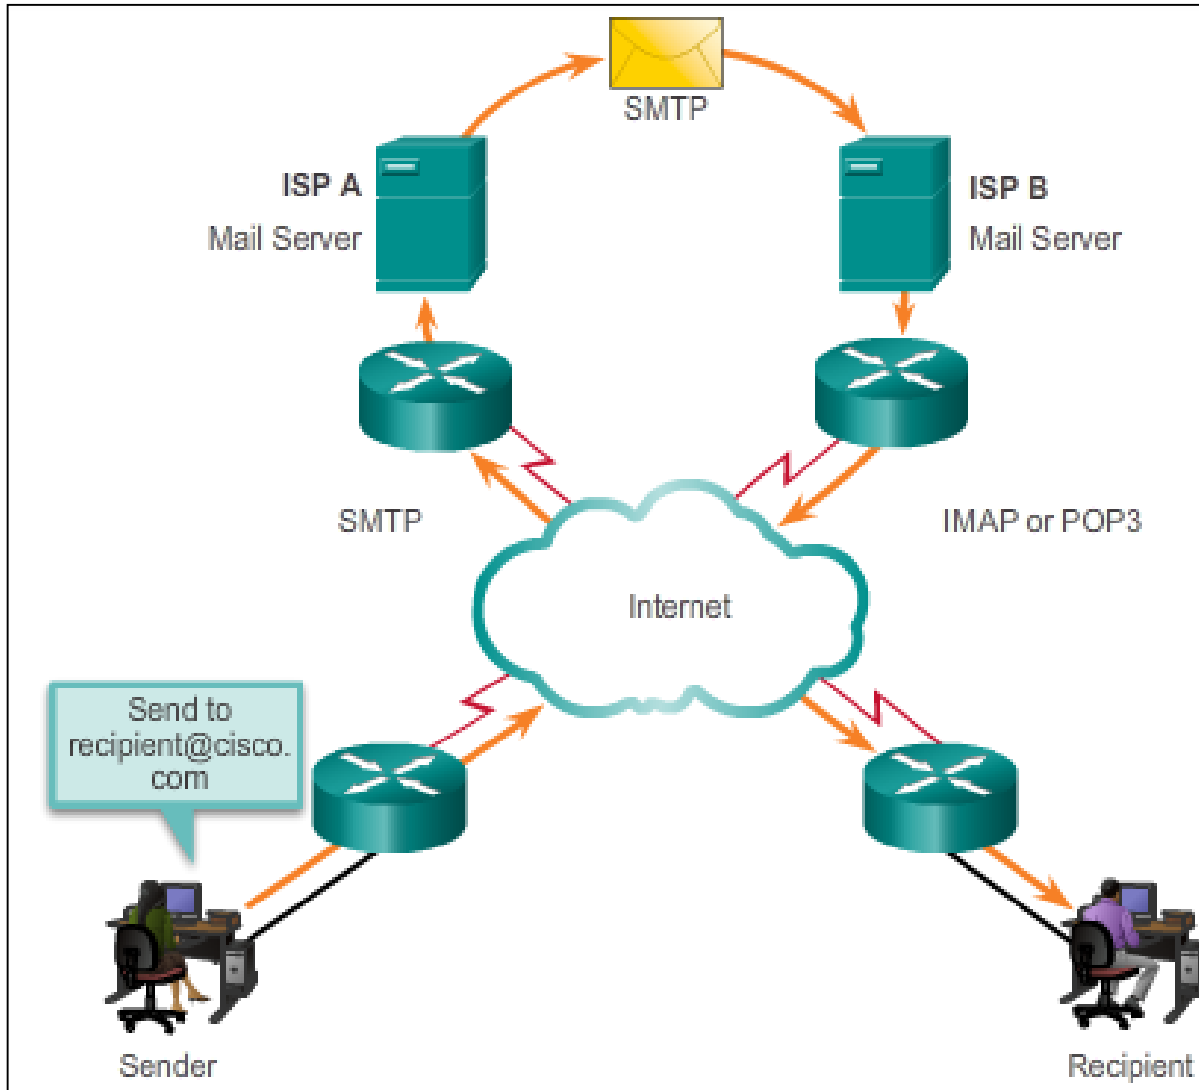 SMTP
ISP A
Mail Server
ISP B
Mail Server
SMTP
IMAP or POP3
Internet
Send to
recipient@cisco.
com
Sender
Recipient